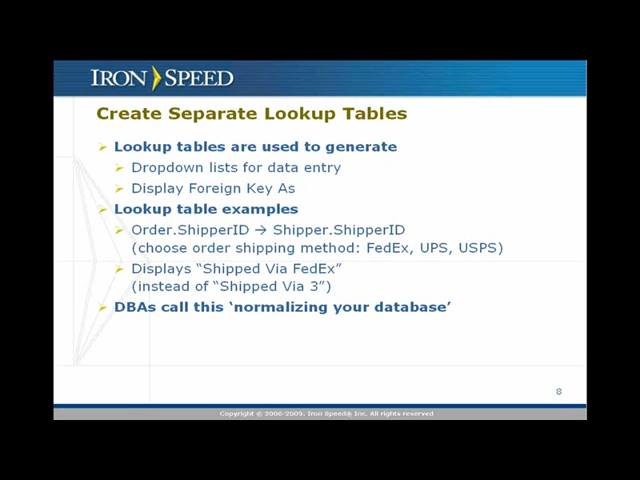 IRON SPEED
Create Separate Lookup Tables
Lookup tables are used to generate
Dropdown lists for data entry
Display Foreign Key As
Lookup table examples
Order.ShipperID → Shipper.ShipperID
(choose order shipping method: FedEx, UPS, USPS)
Displays “Shipped Via FedEx”
(instead of “Shipped Via 3”)
DBAs call this ‘normalizing your database’
8
Copyright © 2006-2009. Iron Speed® Inc. All rights reserved